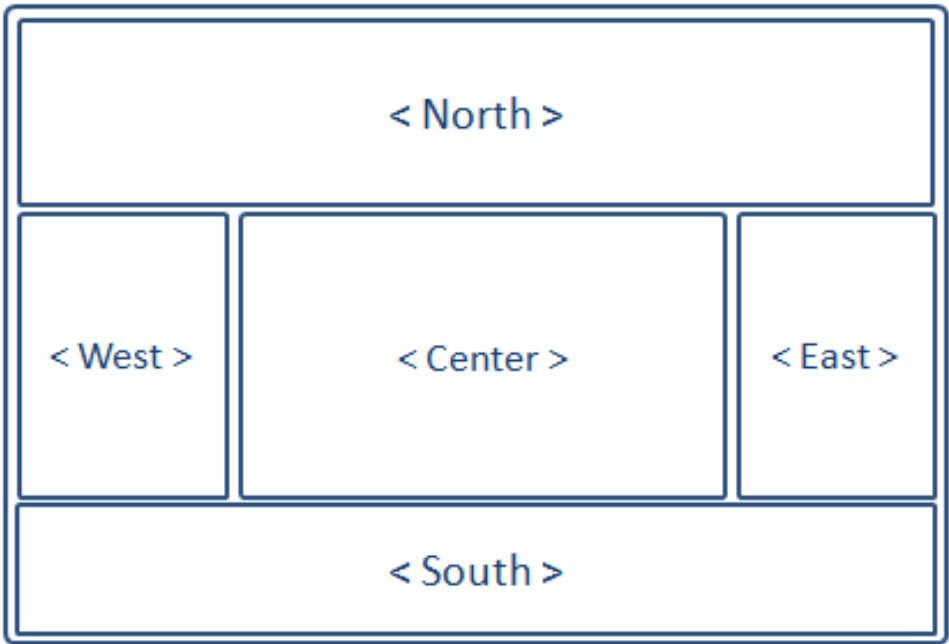 < North >
< West >
< Center >
< East >
< South >